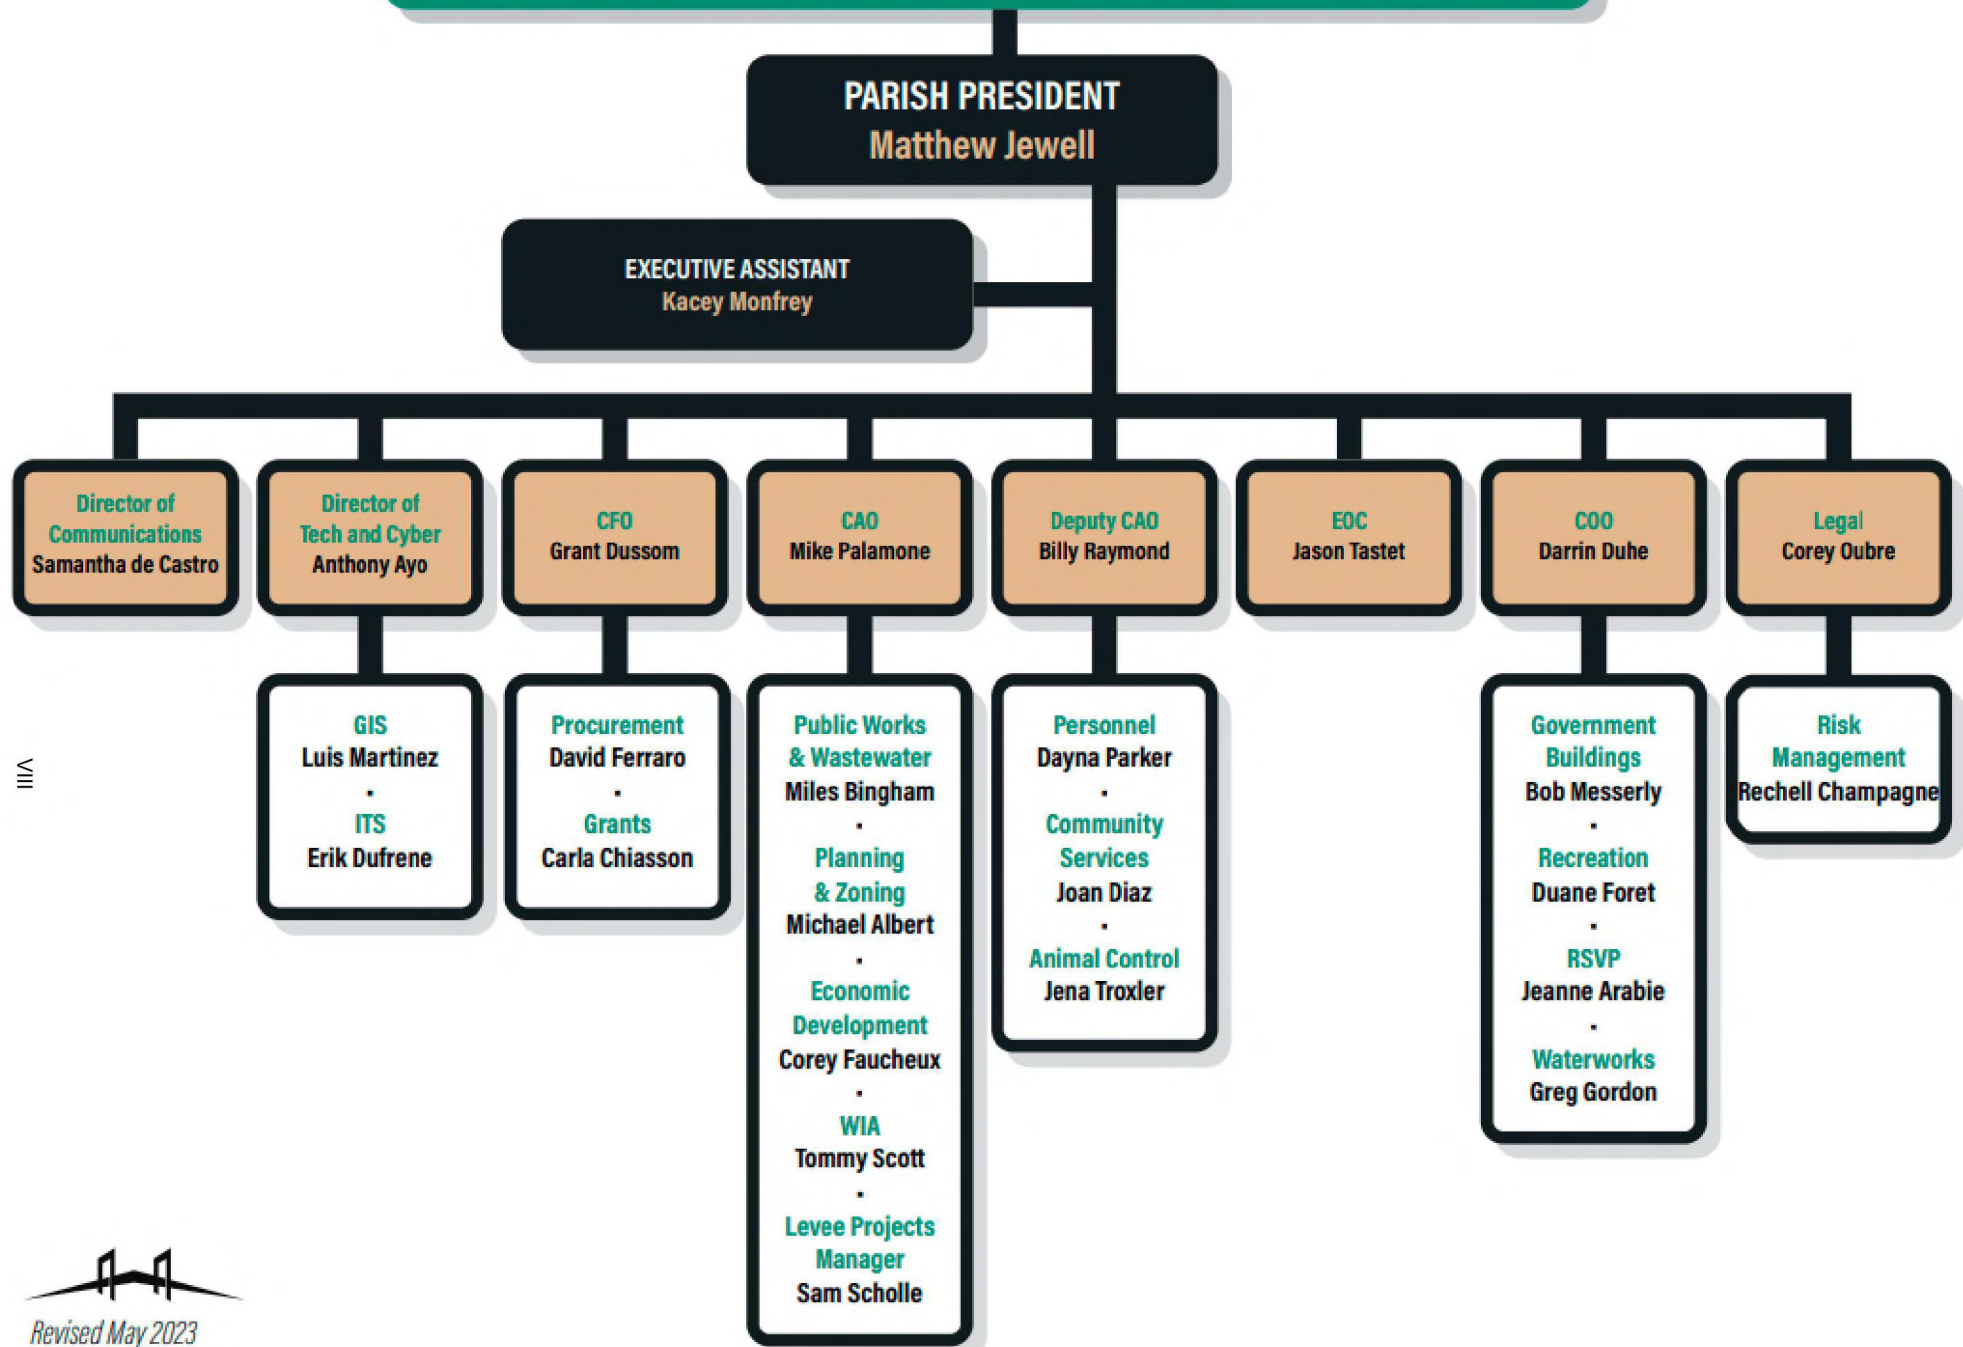 PARISH PRESIDENT
Matthew Jewell
EXECUTIVE ASSISTANT
Kacey Monfrey
Director of
Communications
Samantha de Castro
Director of
Tech and Cyber
Anthony Ayo
CFO
Grant Dussom
CAO
Mike Palamone
Deputy CAO
Billy Raymond
EOC
Jason Tastet
COO
Darrin Duhe
Legal
Corey Oubre
GIS
Luis Martinez
·
ITS
Erik Dufrene
Procurement
David Ferraro
·
Grants
Carla Chiasson
Public Works
& Wastewater
Miles Bingham
·
Planning
& Zoning
Michael Albert
·
Economic
Development
Corey Faucheux
·
WIA
Tommy Scott
·
Levee Projects
Manager
Sam Scholle
Personnel
Dayna Parker
·
Community
Services
Joan Diaz
·
Animal Control
Jena Troxler
Government
Buildings
Bob Messerly
·
Recreation
Duane Foret
·
RSVP
Jeanne Arabie
·
Waterworks
Greg Gordon
Risk
Management
Rechell Champagne
VIII
Revised May 2023